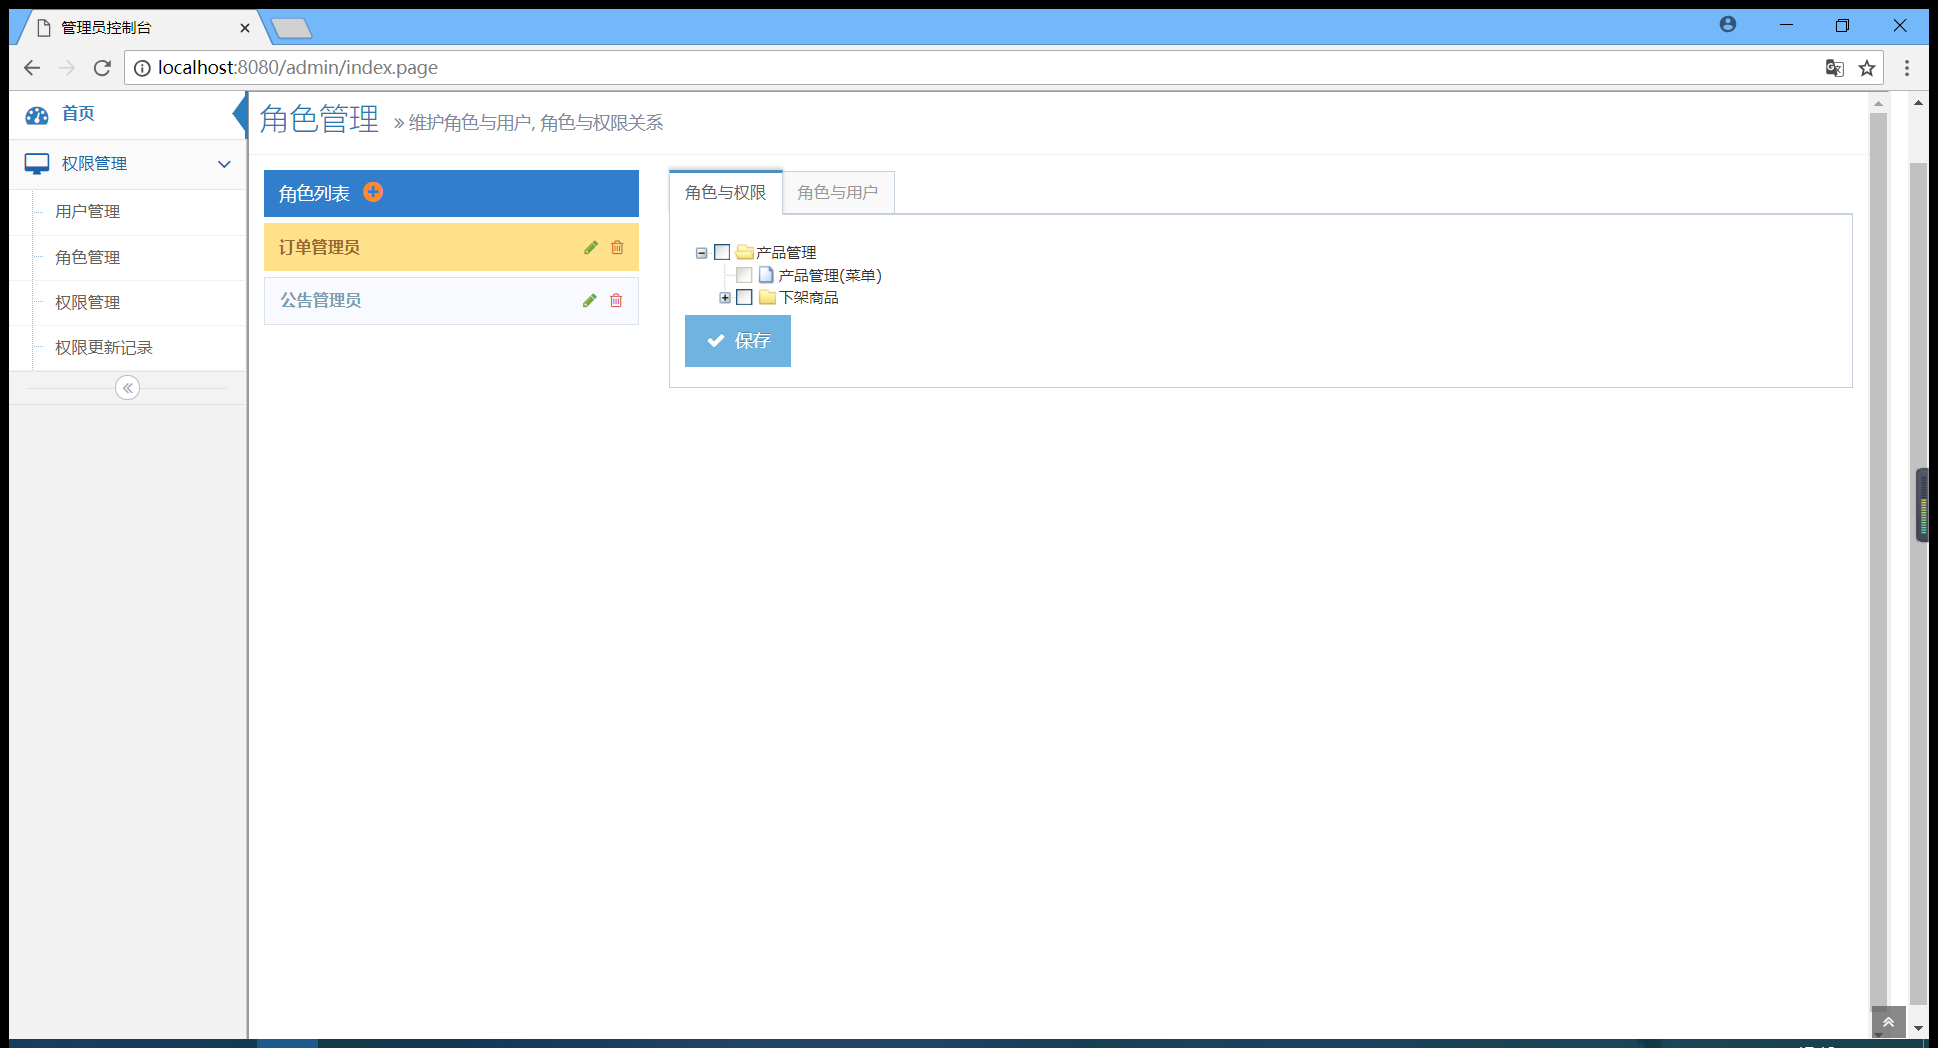 管理员控制台
localhost:8080/admin/index.page
首页
权限管理
用户管理
角色管理
权限管理
权限更新记录
角色管理 » 维护角色与用户, 角色与权限关系
角色列表
订单管理员
公告管理员
角色与权限 角色与用户
产品管理
产品管理(菜单)
下架商品
保存